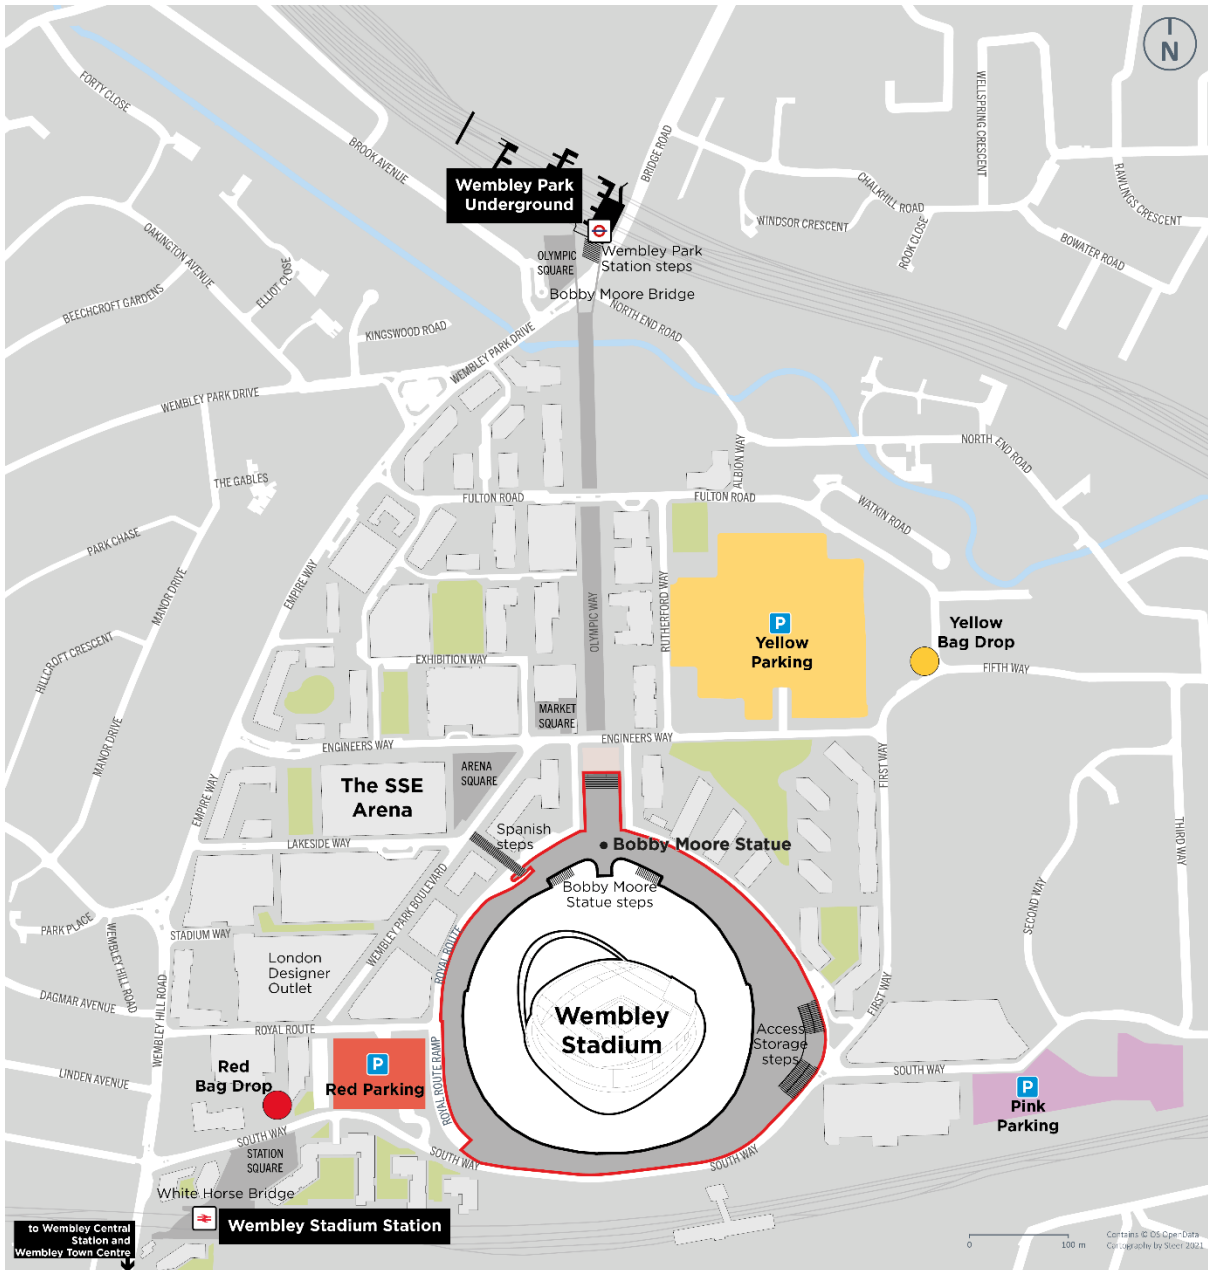 N
FORTY CLOSE
BROOK AVENUE
BRIDGE ROAD
WELLSPRING CRESCENT
CHALKHILL ROAD
RAWLINGS CRESCENT
WINDSOR CRESCENT
ROOK CLOSE
BOWATER ROAD
Wembley Park
Underground
Wembley Park
Station steps
OLYMPIC
SQUARE
Bobby Moore Bridge
OAKINGTON AVENUE
ELLIOT CLOSE
BEECHCROFT GARDENS
KINGSWOOD ROAD
NORTH END ROAD
WEMBLEY PARK DRIVE
WEMBLEY PARK DRIVE
ALBION WAY
NORTH END ROAD
THE GABLES
FULTON ROAD
FULTON ROAD
WATKIN ROAD
PARK CHASE
MANOR DRIVE
EMPIRE WAY
OLYMPIC WAY
RUTHERFORD WAY
P
Yellow
Parking
Yellow
Bag Drop
HILLCROFT CRESCENT
EXHIBITION WAY
FIFTH WAY
MARKET
SQUARE
MANOR DRIVE
ENGINEERS WAY
ENGINEERS WAY
FIRST WAY
EMPIRE WAY
The SSE
Arena
ARENA
SQUARE
Spanish
steps
Bobby Moore Statue
LAKESIDE WAY
THIRD WAY
Bobby Moore
Statue steps
SECOND WAY
PARK PLACE
WEMBLEY HILL ROAD
STADIUM WAY
WEMBLEY PARK BOULEVARD
ROYAL ROUTE
London
Designer
Outlet
DAGMAR AVENUE
WEMBLEY HILL ROAD
ROYAL ROUTE
Wembley
Stadium
Access
Storage
steps
FIRST WAY
LINDEN AVENUE
Red
Bag Drop
P
Red Parking
ROYAL ROUTE RAMP
SOUTH WAY
P
Pink
Parking
SOUTH WAY
STATION
SQUARE
SOUTH WAY
SOUTH WAY
White Horse Bridge
Wembley Stadium Station
to Wembley Central
Station and
Wembley Town Centre
0
100 m
Contains © OS OpenData
Cartography by Steer 2021